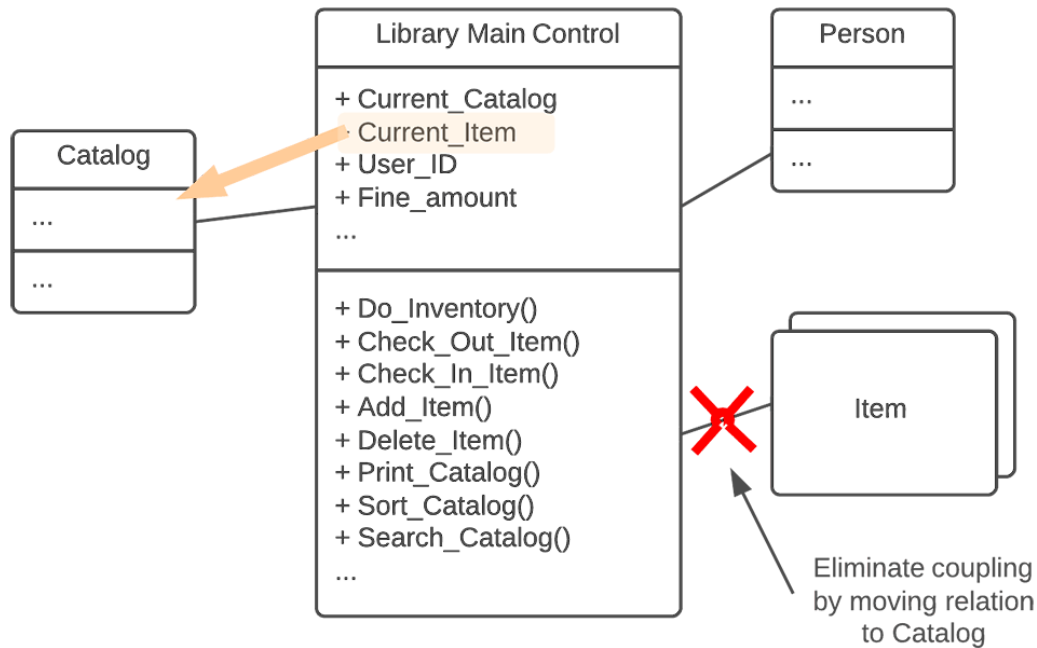 Library Main Control
+ Current_Catalog
Current_Item
+ User_ID
+ Fine_amount
...
+ Do_Inventory()
+ Check_Out_Item()
+ Check_In_Item()
+ Add_Item()
+ Delete_Item()
+ Print_Catalog()
+ Sort_Catalog()
+ Search_Catalog()
...
Catalog
...
...
Person
...
...
Item
Eliminate coupling
by moving relation
to Catalog